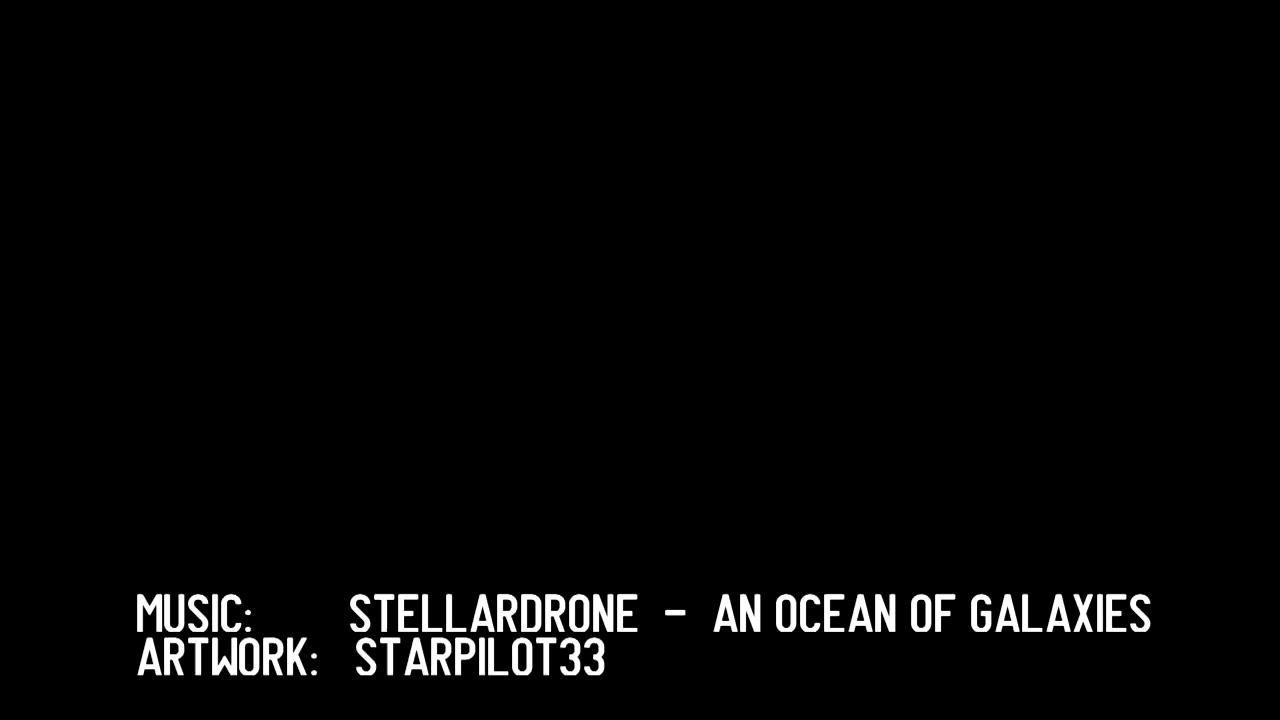 MUSIC: STELLARDRONE - AN OCEAN OF GALAXIES
ARTWORK: STARPILOT33